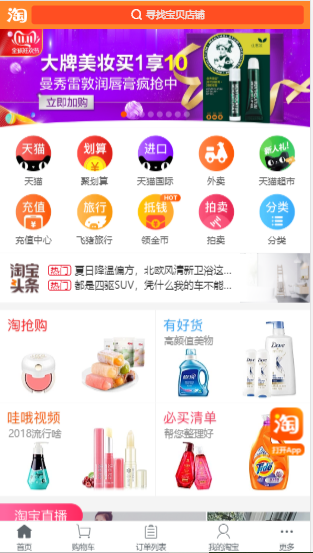 淘
寻找宝贝店铺
11.11
全球狂欢节
大牌美妆买1享10
曼秀雷敦润唇膏疯抢中
立即加购
天猫
划算
进口
新人礼!
天猫
聚划算
天猫国际
外卖
天猫超市
充值
旅行
抵钱
HOT
拍卖
分类
充值中心
飞猪旅行
领金币
拍卖
分类
淘宝头条
热门 夏日降温偏方，北欧风清新卫浴这...
热门 都是四驱SUV，凭什么我的车不能...
淘抢购
有好货
高颜值美物
Dove
哇哦视频
2018流行啥
必买清单
帮您整理好
Tide
淘
打开App
淘宝直播
首页
购物车
订单列表
我的淘宝
更多